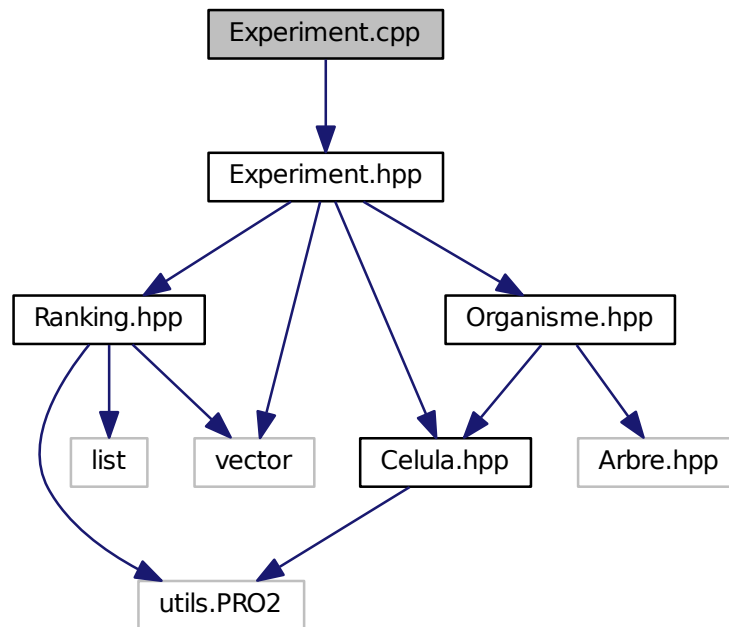 Experiment.cpp
Experiment.hpp
Ranking.hpp
Organisme.hpp
list
vector
Celula.hpp
Arbre.hpp
utils.PRO2